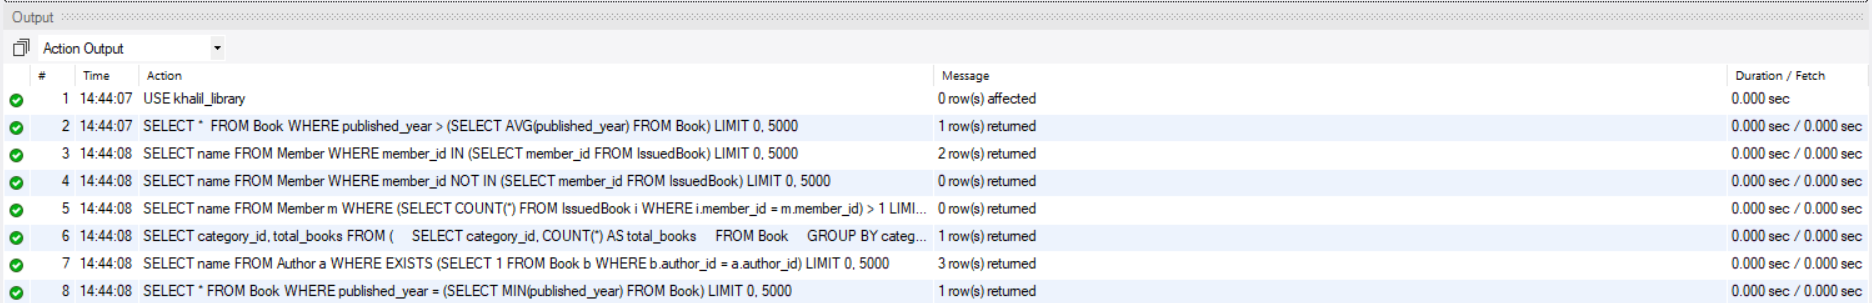 Output
Action Output
# Time Action Message Duration / Fetch
1 14:44:07 USE khalil_library 0 row(s) affected 0.000 sec
2 14:44:07 SELECT * FROM Book WHERE published_year > (SELECT AVG(published_year) FROM Book) LIMIT 0, 5000 1 row(s) returned 0.000 sec / 0.000 sec
3 14:44:08 SELECT name FROM Member WHERE member_id IN (SELECT member_id FROM IssuedBook) LIMIT 0, 5000 2 row(s) returned 0.000 sec / 0.000 sec
4 14:44:08 SELECT name FROM Member WHERE member_id NOT IN (SELECT member_id FROM IssuedBook) LIMIT 0, 5000 0 row(s) returned 0.000 sec / 0.000 sec
5 14:44:08 SELECT name FROM Member m WHERE (SELECT COUNT(*) FROM IssuedBook i WHERE i.member_id = m.member_id) > 1 LIMI... 0 row(s) returned 0.000 sec / 0.000 sec
6 14:44:08 SELECT category_id, total_books FROM ( SELECT category_id, COUNT(*) AS total_books FROM Book GROUP BY categ... 1 row(s) returned 0.000 sec / 0.000 sec
7 14:44:08 SELECT name FROM Author a WHERE EXISTS (SELECT 1 FROM Book b WHERE b.author_id = a.author_id) LIMIT 0, 5000 3 row(s) returned 0.000 sec / 0.000 sec
8 14:44:08 SELECT * FROM Book WHERE published_year = (SELECT MIN(published_year) FROM Book) LIMIT 0, 5000 1 row(s) returned 0.000 sec / 0.000 sec